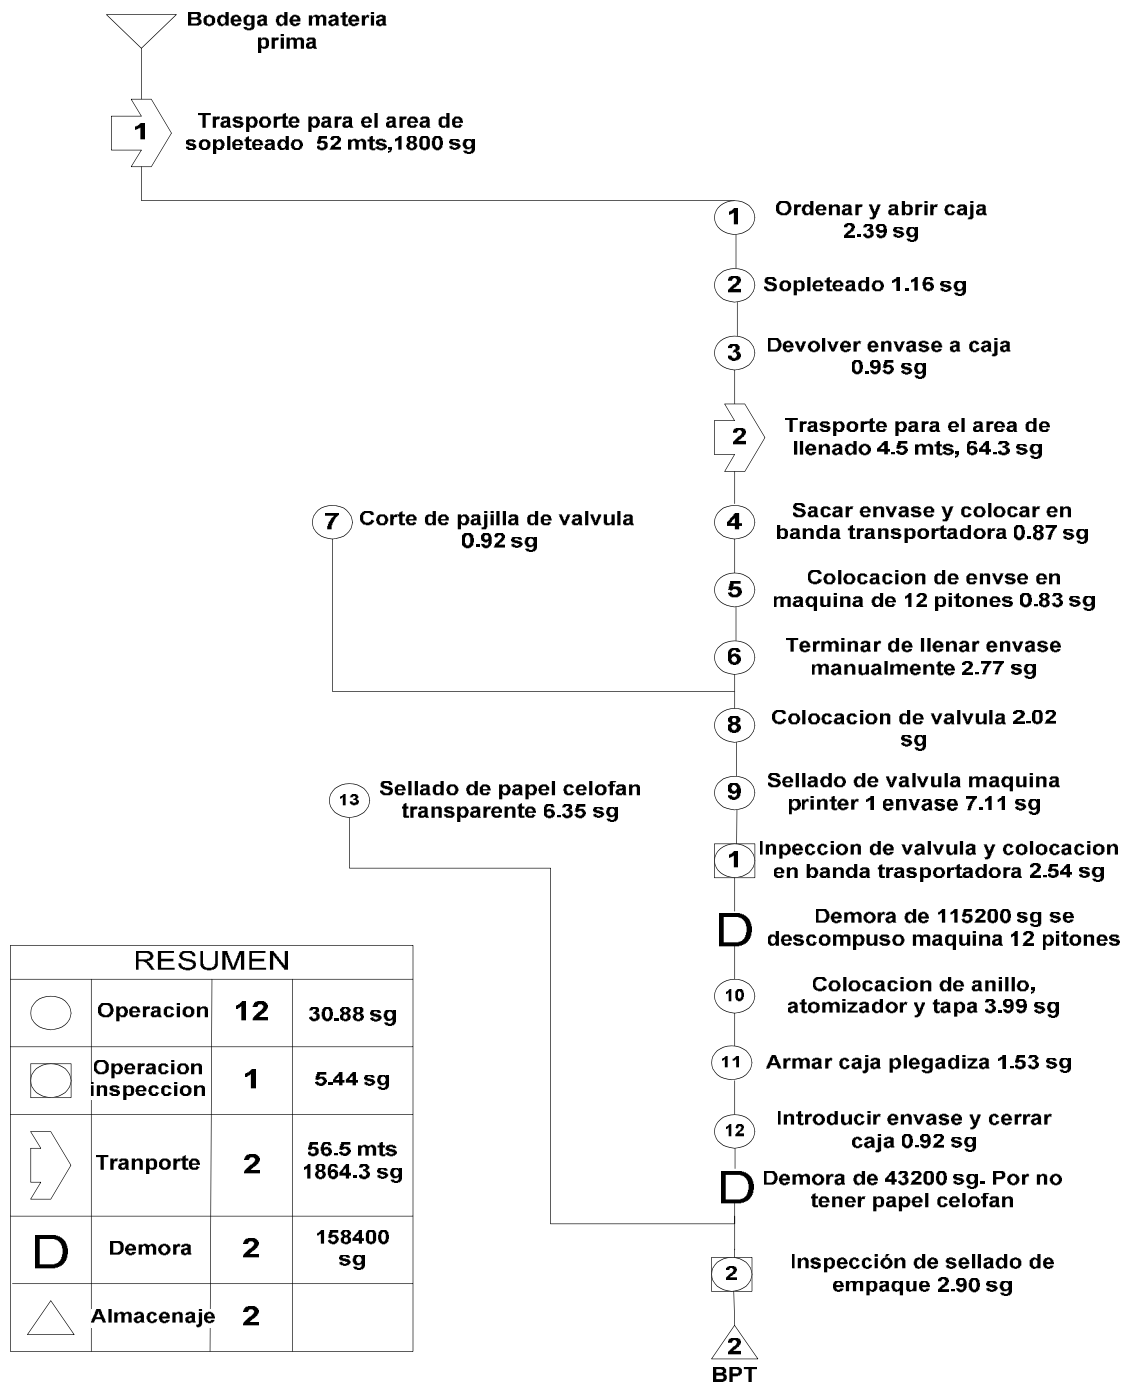 Bodega de materia
prima
1
Trasporte para el area de
sopleteado 52 mts,1800 sg
1
Ordenar y abrir caja
2.39 sg
2
Sopleteado 1.16 sg
3
Devolver envase a caja
0.95 sg
2
Trasporte para el area de
llenado 4.5 mts, 64.3 sg
7
Corte de pajilla de valvula
0.92 sg
4
Sacar envase y colocar en
banda transportadora 0.87 sg
5
Colocacion de envse en
maquina de 12 pitones 0.83 sg
6
Terminar de llenar envase
manualmente 2.77 sg
8
Colocacion de valvula 2.02
sg
13
Sellado de papel celofan
transparente 6.35 sg
9
Sellado de valvula maquina
printer 1 envase 7.11 sg
1
Inpeccion de valvula y colocacion
en banda trasportadora 2.54 sg
D
Demora de 115200 sg se
descompuso maquina 12 pitones
10
Colocacion de anillo,
atomizador y tapa 3.99 sg
11
Armar caja plegadiza 1.53 sg
12
Introducir envase y cerrar
caja 0.92 sg
D
Demora de 43200 sg. Por no
tener papel celofan
2
Inspección de sellado de
empaque 2.90 sg
2
BPT
RESUMEN
Operacion 12 30.88 sg
Operacion
inspeccion 1 5.44 sg
Tranporte 2 56.5 mts
1864.3 sg
D Demora 2 158400
sg
Almacenaje 2